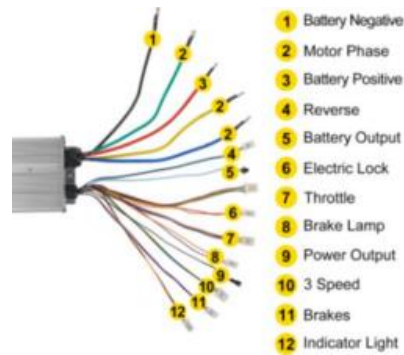 1 Battery Negative
2 Motor Phase
3 Battery Positive
4 Reverse
5 Battery Output
6 Electric Lock
7 Throttle
8 Brake Lamp
9 Power Output
10 3 Speed
11 Brakes
12 Indicator Light
1
2
3
2
2
4
5
6
7
8
9
10
11
12